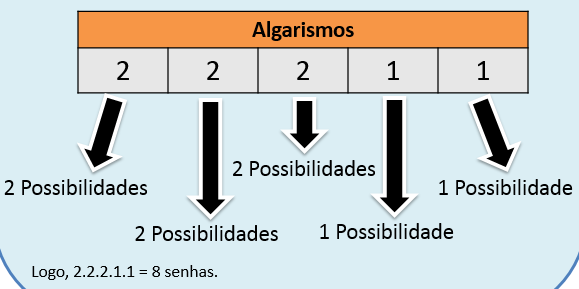 Algarismos
2 2 2 1 1
2 Possibilidades
2 Possibilidades
2 Possibilidades
1 Possibilidade
1 Possibilidade
Logo, 2.2.2.1.1 = 8 senhas.